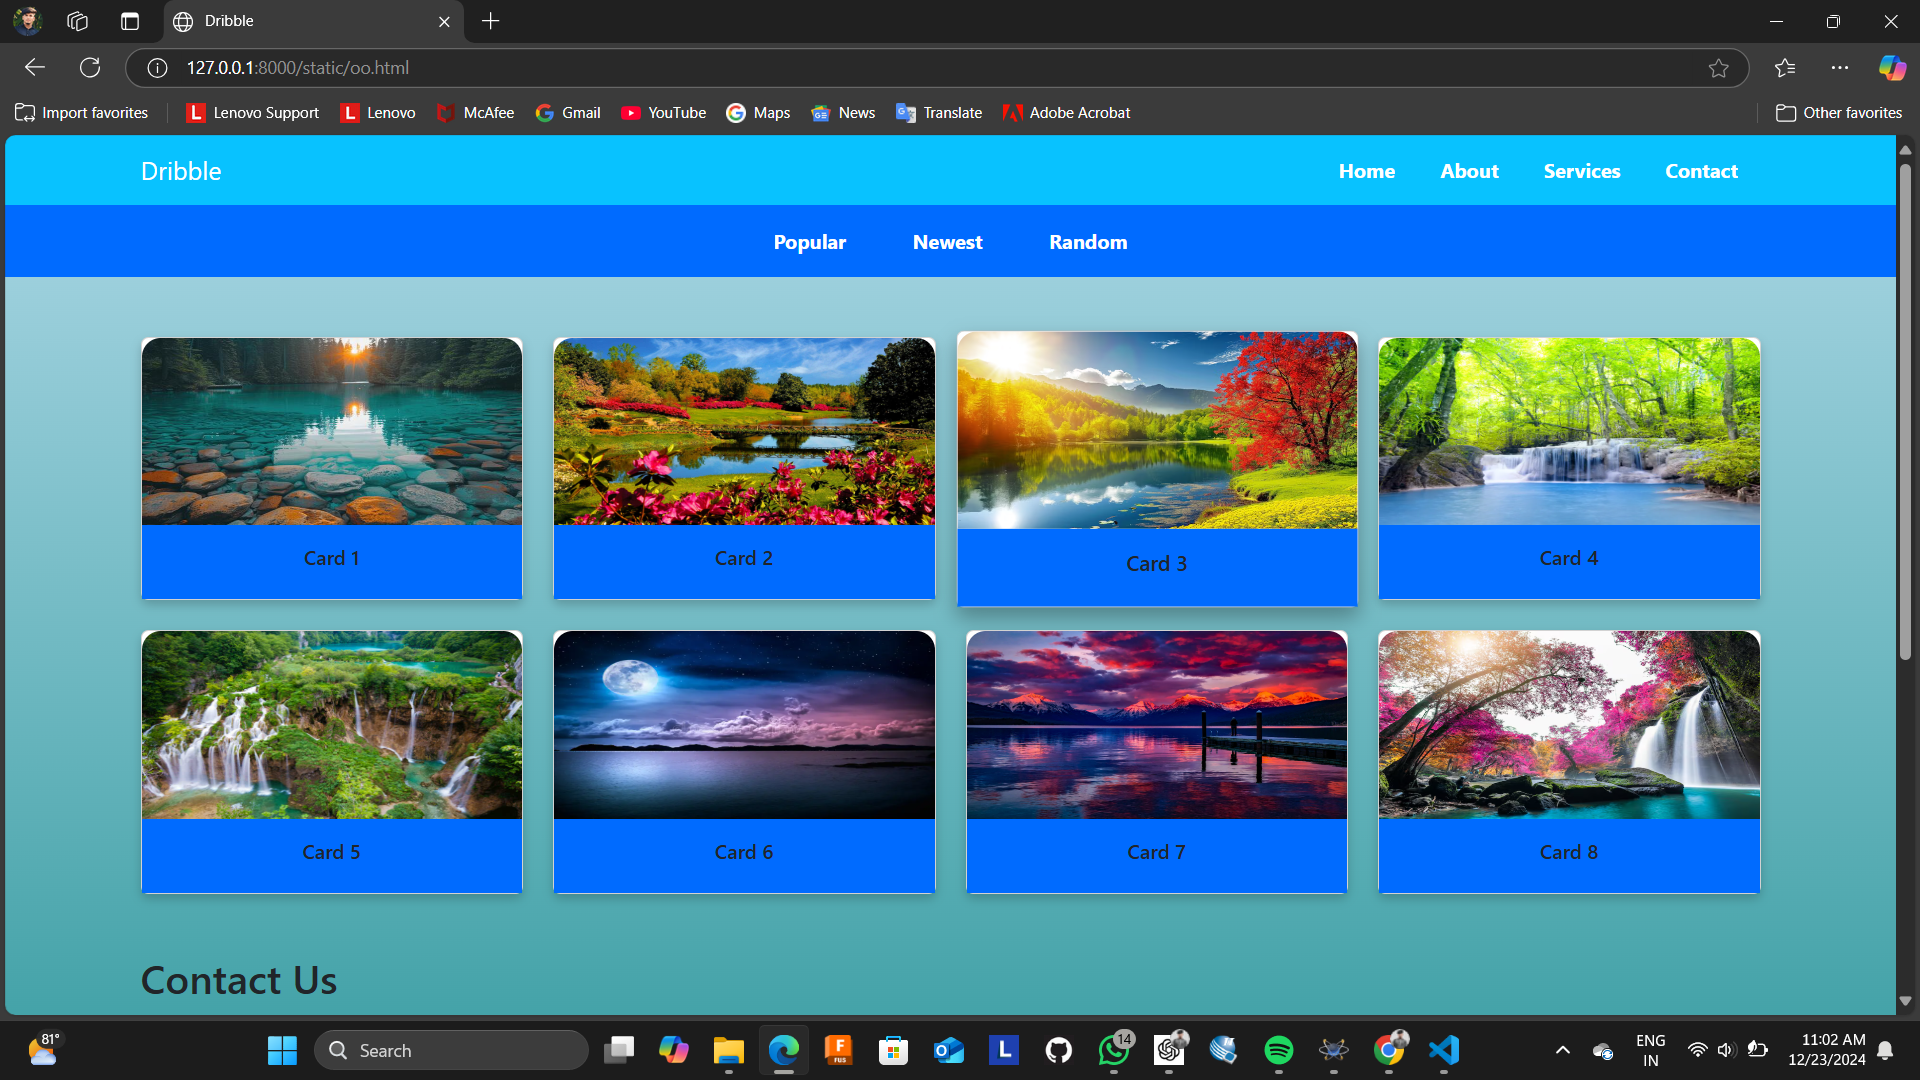 Dribble
127.0.0.1:8000/static/oo.html
Import favorites
Lenovo Support
Lenovo
McAfee
Gmail
YouTube
Maps
News
Translate
Adobe Acrobat
Other favorites
Dribble
Home
About
Services
Contact
Popular
Newest
Random
Card 1
Card 2
Card 3
Card 4
Card 5
Card 6
Card 7
Card 8
Contact Us
81°
Search
F
FUS
L
14
ENG
IN
11:02 AM
12/23/2024